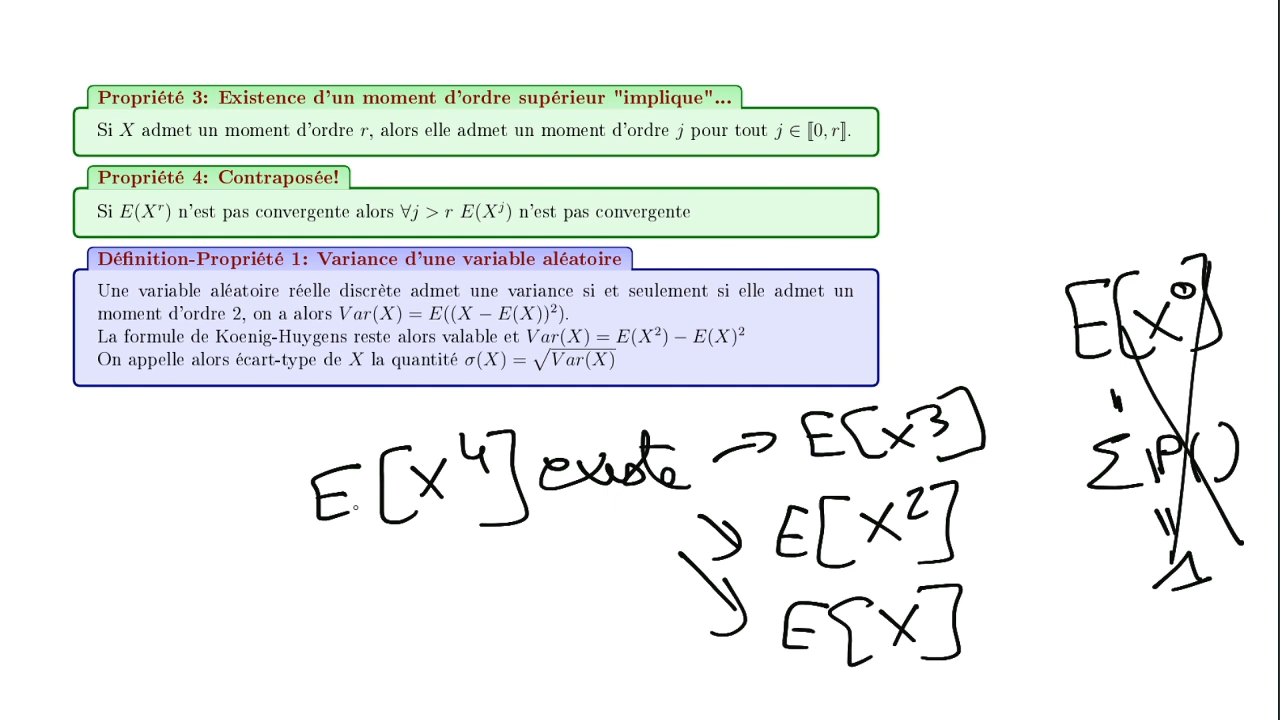 Propriété 3: Existence d'un moment d'ordre supérieur "implique"...
Si X admet un moment d'ordre r, alors elle admet un moment d'ordre j pour tout j ∈ ⟦0, r⟧.
Propriété 4: Contraposée!
Si E(X^r) n'est pas convergente alors ∀j > r E(X^j) n'est pas convergente
Définition-Propriété 1: Variance d'une variable aléatoire
Une variable aléatoire réelle discrète admet une variance si et seulement si elle admet un
moment d'ordre 2, on a alors Var(X) = E((X − E(X))²).
La formule de Koenig-Huygens reste alors valable et Var(X) = E(X²) − E(X)²
On appelle alors écart-type de X la quantité σ(X) = √Var(X)
E[X⁴] existe → E[X³]
E[X²]
E[X]
E[X⁰]
=
ΣP()
=
1